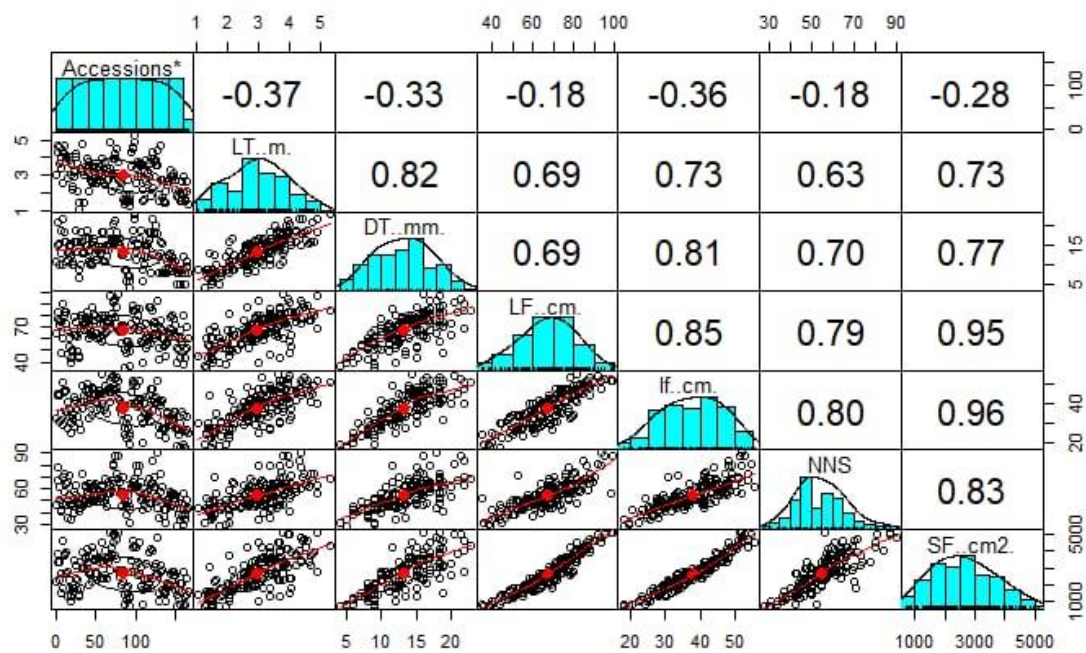 1 2 3 4 5 40 60 80 100 30 50 70 90
Accessions* -0.37 -0.33 -0.18 -0.36 -0.18 -0.28 0 100
5 3 1 LT..m. 0.82 0.69 0.73 0.63 0.73
DT..mm. 0.69 0.81 0.70 0.77 15 5
70 40 LF..cm. 0.85 0.79 0.95
lf..cm. 0.80 0.96 40 20
90 60 30 NNS 0.83
SF..cm2. 5000 1000
0 50 100 5 10 15 20 20 30 40 50 1000 3000 5000